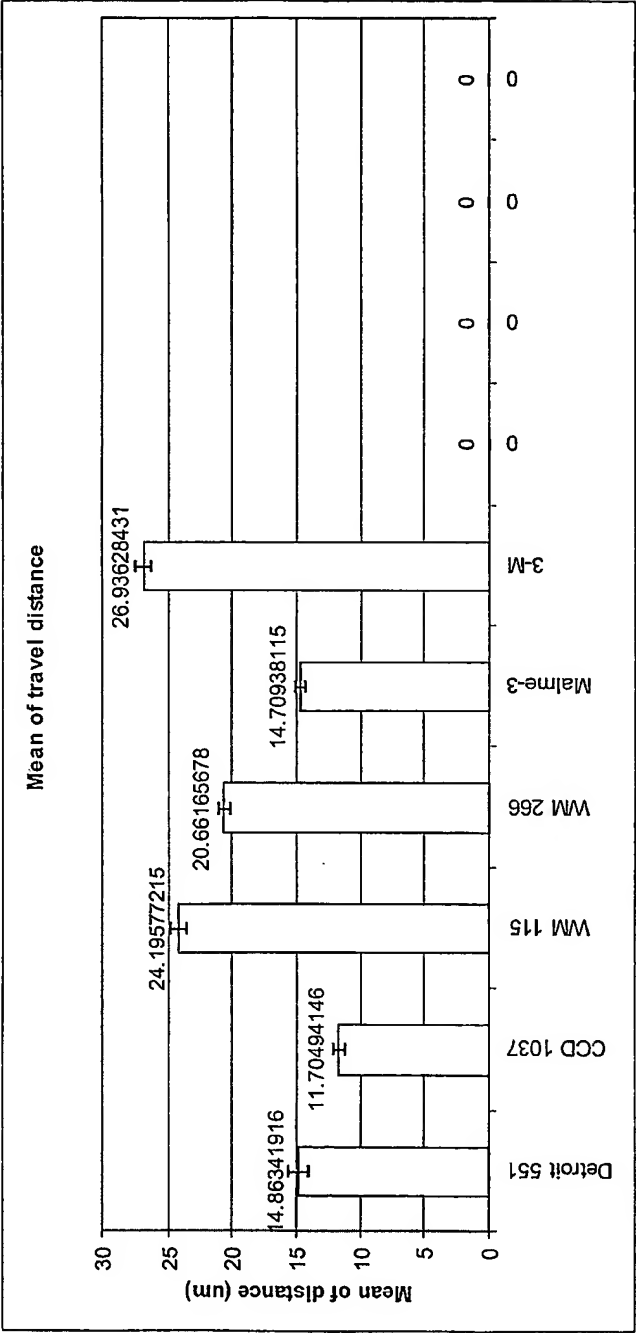 Mean of travel distance
Mean of distance (um)
30
25
20
15
10
5
0
14.86341916
11.70494146
24.19577215
20.66165678
14.70938115
26.93628431
0
0
0
0
Detroit 551
CCD 1037
WM 115
WM 266
Malme-3
3-M
0
0
0
0